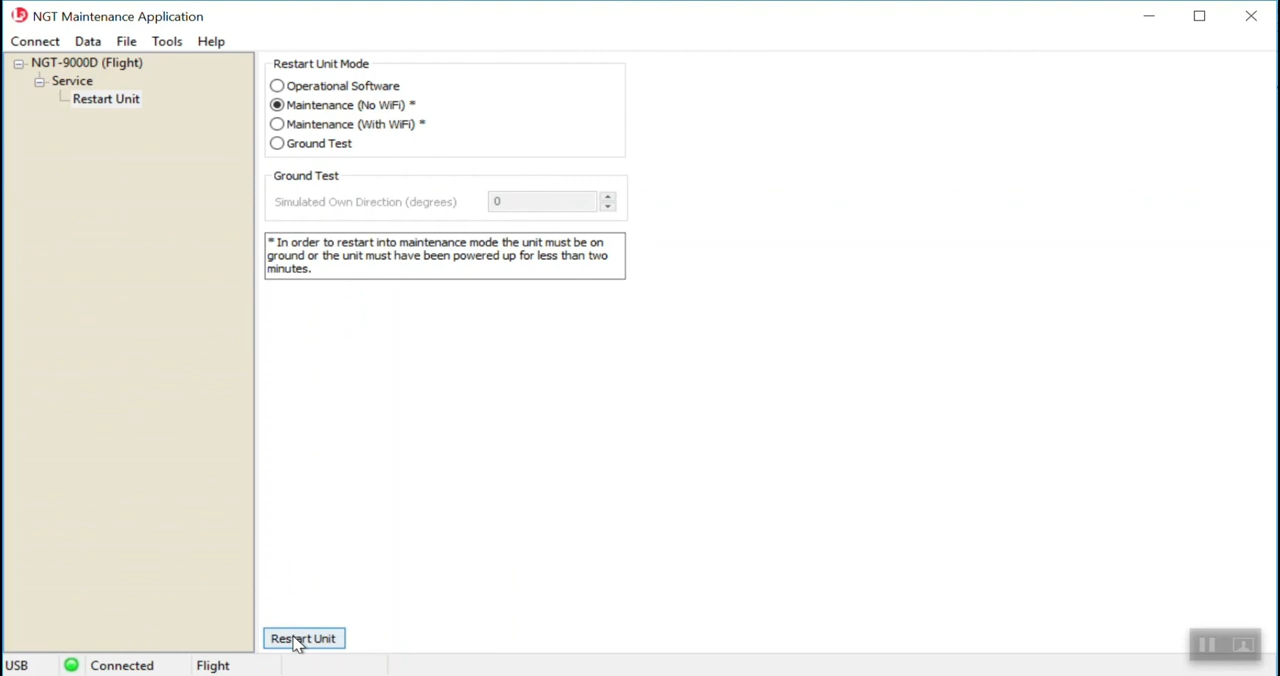 NGT Maintenance Application
Connect Data File Tools Help
NGT-9000D (Flight)
Service
Restart Unit
Restart Unit Mode
Operational Software
Maintenance (No WiFi) *
Maintenance (With WiFi) *
Ground Test
Ground Test
Simulated Own Direction (degrees) 0
* In order to restart into maintenance mode the unit must be on
ground or the unit must have been powered up for less than two
minutes.
Restart Unit
USB Connected Flight